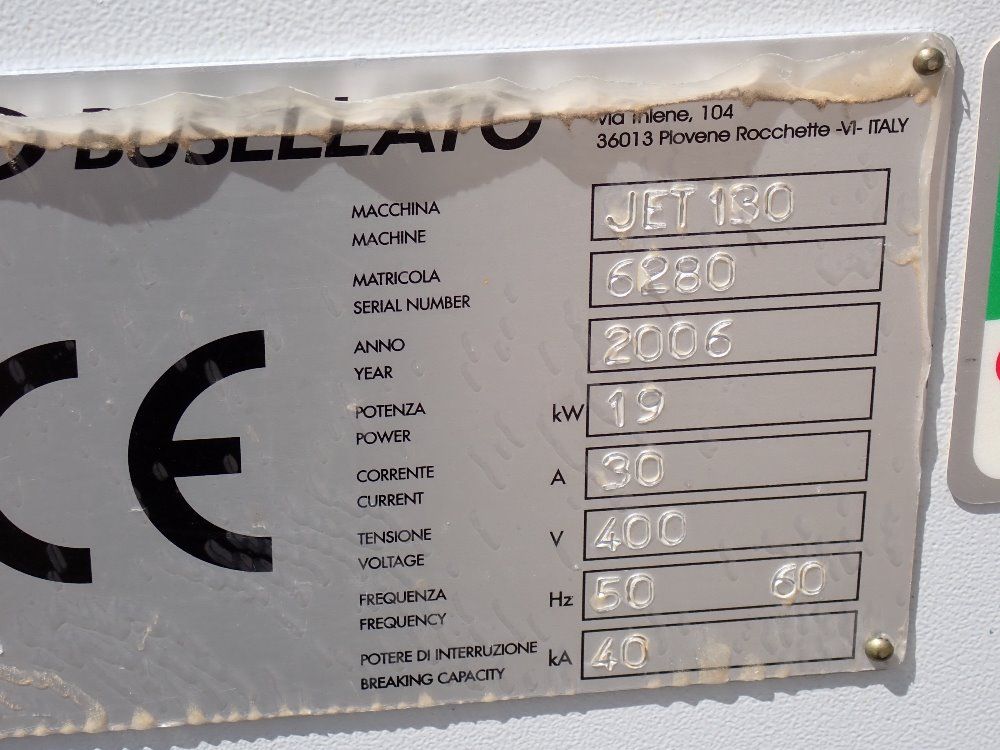 BUSELLATO
Via Thiene, 104
36013 Piovene Rocchette -VI- ITALY
MACCHINA
MACHINE
JET 130
MATRICOLA
SERIAL NUMBER
6280
ANNO
YEAR
2006
POTENZA
POWER
kW 19
CORRENTE
CURRENT
A 30
TENSIONE
VOLTAGE
V 400
FREQUENZA
FREQUENCY
Hz 50 60
POTERE DI INTERRUZIONE
BREAKING CAPACITY
kA 40
CE